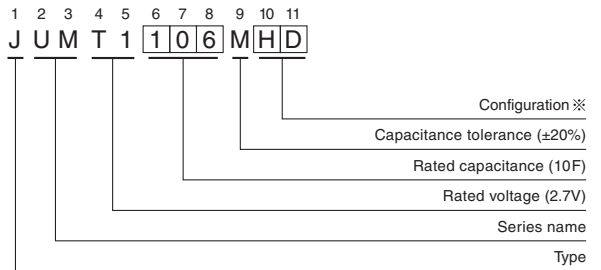 1 2 3 4 5 6 7 8 9 10 11
J U M T 1 1 0 6 M H D
Configuration ※
Capacitance tolerance (±20%)
Rated capacitance (10F)
Rated voltage (2.7V)
Series name
Type